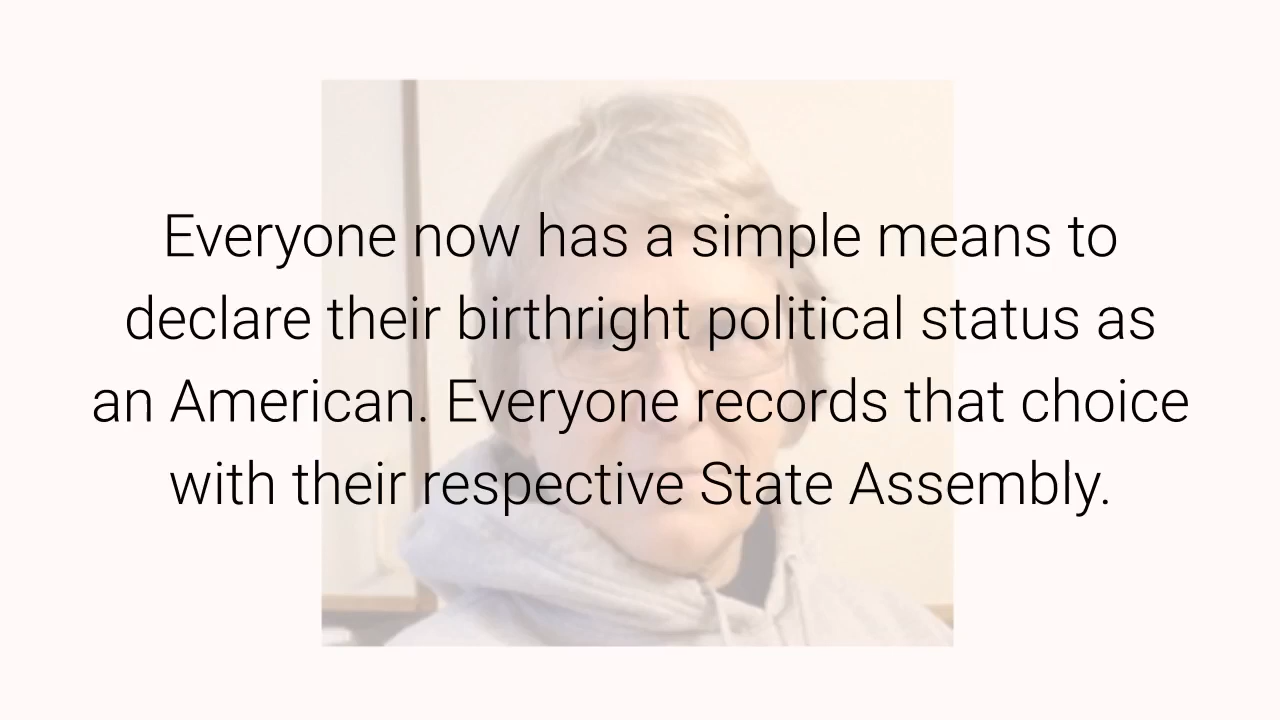 Everyone now has a simple means to
declare their birthright political status as
an American. Everyone records that choice
with their respective State Assembly.